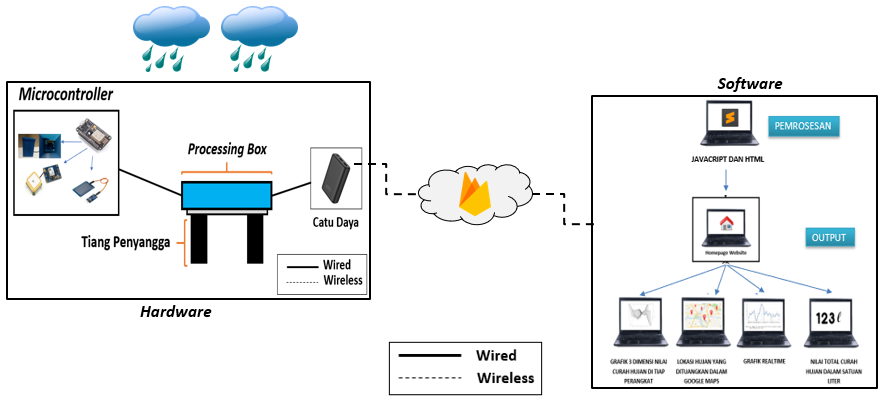 Microcontroller
Processing Box
Tiang Penyangga
Catu Daya
Wired
Wireless
Hardware
Software
PEMROSESAN
JAVACRIPT DAN HTML
OUTPUT
Homepage Website
123 ℓ
GRAFIK 3 DIMENSI NILAI
CURAH HUJAN DI TIAP
PERANGKAT
LOKASI HUJAN YANG
DITUANGKAN DALAM
GOOGLE MAPS
GRAFIK REALTIME
NILAI TOTAL CURAH
HUJAN DALAM SATUAN
LITER
Wired
Wireless